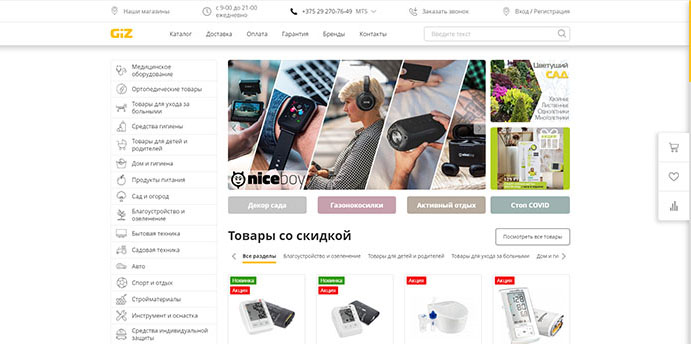 Наши магазины
с 9-00 до 21-00
ежедневно
+375 29 270-76-49 MTS
Заказать звонок
Вход / Регистрация
GiZ
Каталог
Доставка
Оплата
Гарантия
Бренды
Контакты
Введите текст
Медицинское
оборудование
Ортопедические товары
Товары для ухода за
больными
Средства гигиены
Товары для детей и
родителей
Дом и гигиена
Продукты питания
Сад и огород
Благоустройство и
озеленение
Бытовая техника
Садовая техника
Авто
Спорт и отдых
Стройматериалы
Инструмент и оснастка
Средства индивидуальной
защиты
niceboy
Цветущий
САД
Хвойные
Лиственные
Однолетники
Многолетники
Декор сада
Газонокосилки
Активный отдых
Стоп COVID
Товары со скидкой
Посмотреть все товары
Все разделы
Благоустройство и озеленение
Товары для детей и родителей
Товары для ухода за больными
Дом и ги
Новинка
Акция
Новинка
Акция
Акция
Акция